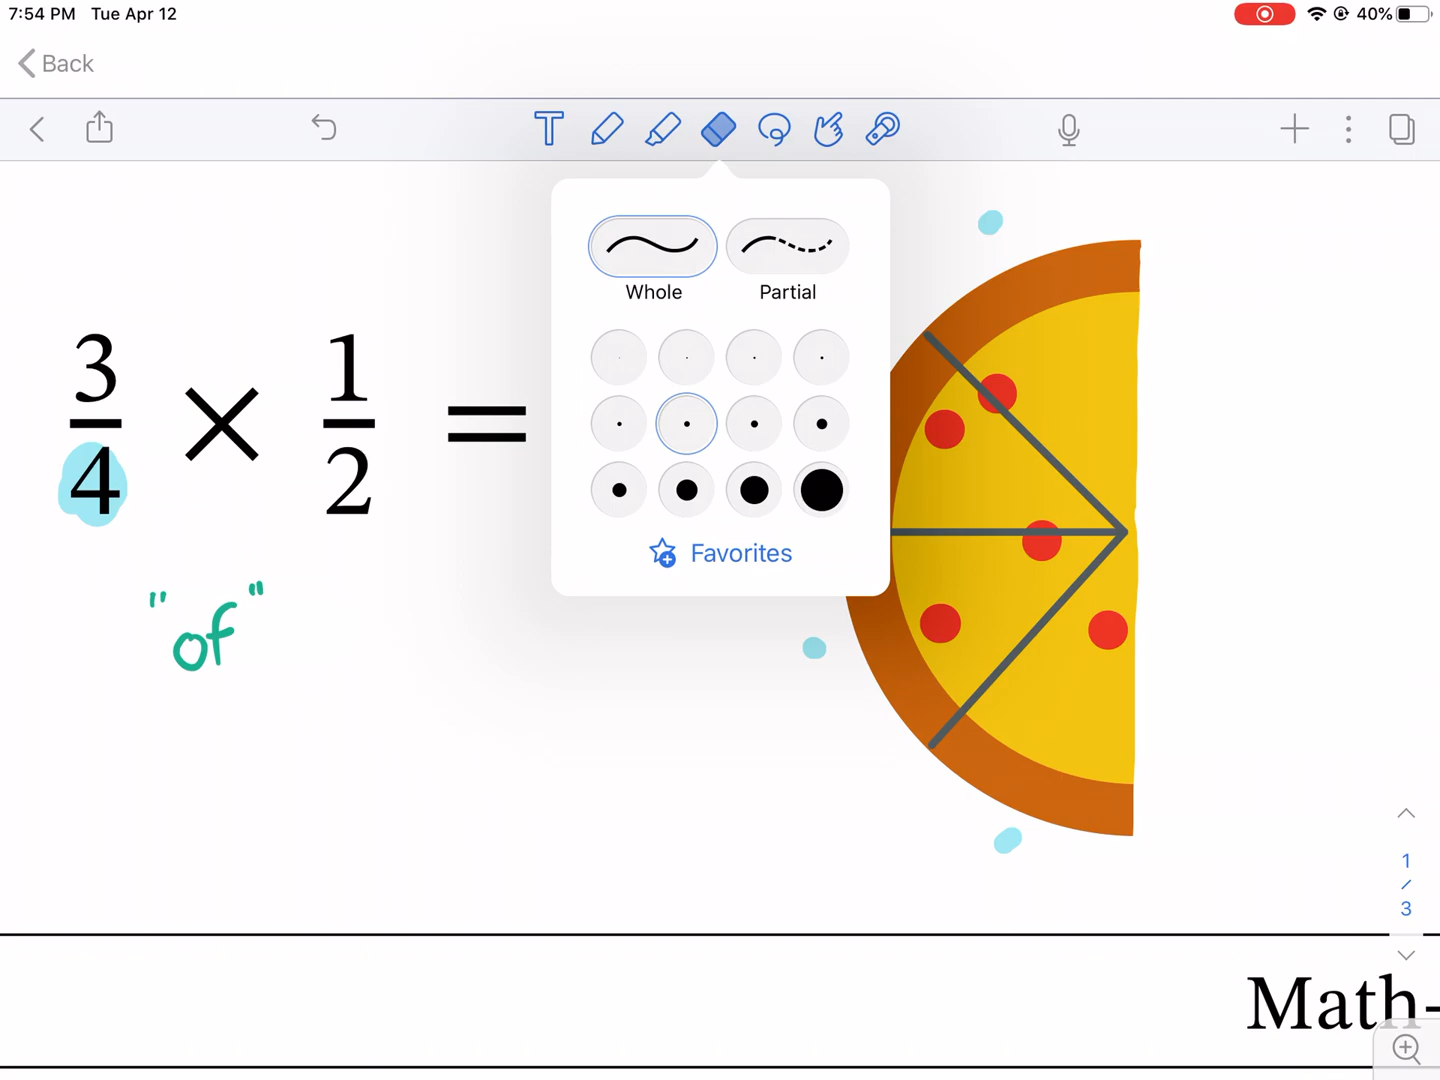 7:54 PM Tue Apr 12
40%
Back
T
Whole
Partial
3/4 × 1/2 =
Favorites
"of"
1
/
3
Math-